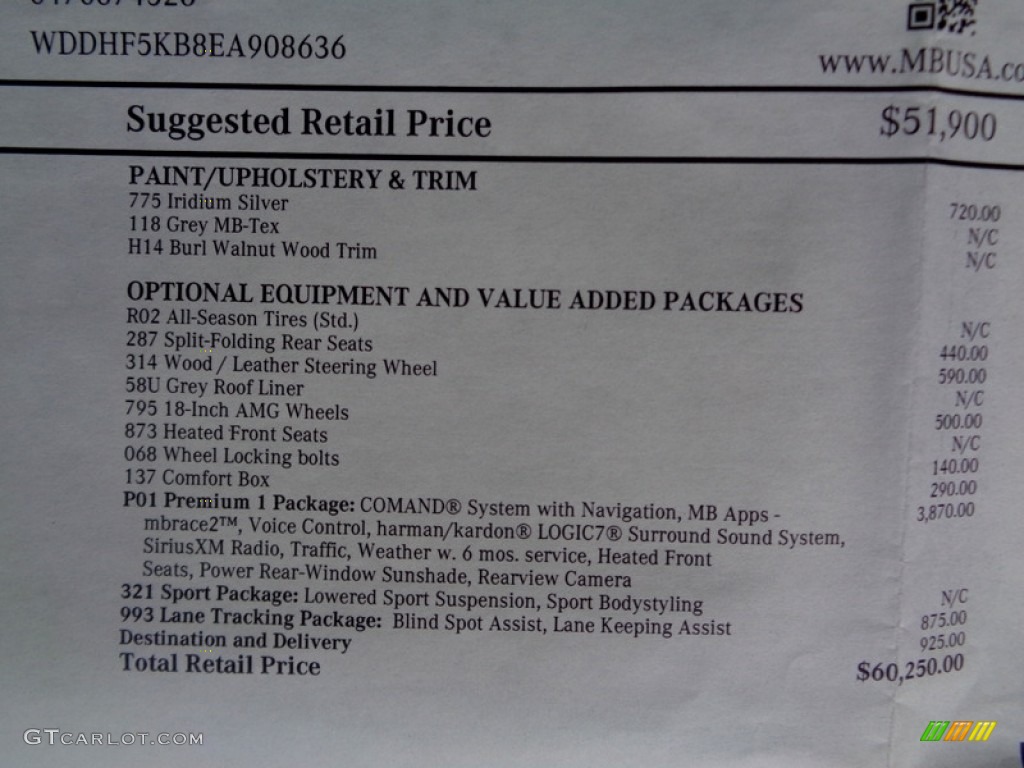 WDDHF5KB8EA908636
www.MBUSA.co
Suggested Retail Price $51,900
PAINT/UPHOLSTERY & TRIM
775 Iridium Silver 720.00
118 Grey MB-Tex N/C
H14 Burl Walnut Wood Trim N/C
OPTIONAL EQUIPMENT AND VALUE ADDED PACKAGES
R02 All-Season Tires (Std.) N/C
287 Split-Folding Rear Seats 440.00
314 Wood / Leather Steering Wheel 590.00
58U Grey Roof Liner N/C
795 18-Inch AMG Wheels 500.00
873 Heated Front Seats N/C
068 Wheel Locking bolts 140.00
137 Comfort Box 290.00
P01 Premium 1 Package: COMAND® System with Navigation, MB Apps - 3,870.00
mbrace2™, Voice Control, harman/kardon® LOGIC7® Surround Sound System,
SiriusXM Radio, Traffic, Weather w. 6 mos. service, Heated Front
Seats, Power Rear-Window Sunshade, Rearview Camera
321 Sport Package: Lowered Sport Suspension, Sport Bodystyling N/C
993 Lane Tracking Package: Blind Spot Assist, Lane Keeping Assist 875.00
Destination and Delivery 925.00
Total Retail Price $60,250.00
GTCARLOT.COM